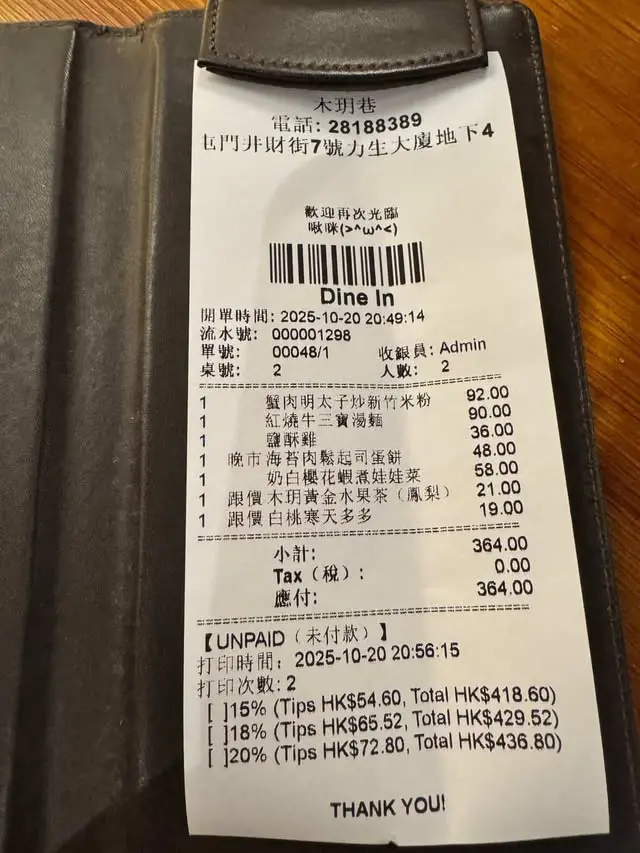 木玥巷
電話: 28188389
屯門井財街7號力生大廈地下4
歡迎再次光臨
啾咪(>^ω^<)
Dine In
開單時間: 2025-10-20 20:49:14
流水號: 000001298
單號: 00048/1 收銀員: Admin
桌號: 2 人數: 2
1 蟹肉明太子炒新竹米粉 92.00
1 紅燒牛三寶湯麵 90.00
1 鹽酥雞 36.00
1 晚市 海苔肉鬆起司蛋餅 48.00
1 奶白櫻花蝦煮娃娃菜 58.00
1 跟價 木玥黃金水果茶（鳳梨） 21.00
1 跟價 白桃寒天多多 19.00
小計: 364.00
Tax（稅）: 0.00
應付: 364.00
【UNPAID（未付款）】
打印時間: 2025-10-20 20:56:15
打印次數: 2
[ ]15% (Tips HK$54.60, Total HK$418.60)
[ ]18% (Tips HK$65.52, Total HK$429.52)
[ ]20% (Tips HK$72.80, Total HK$436.80)
THANK YOU!